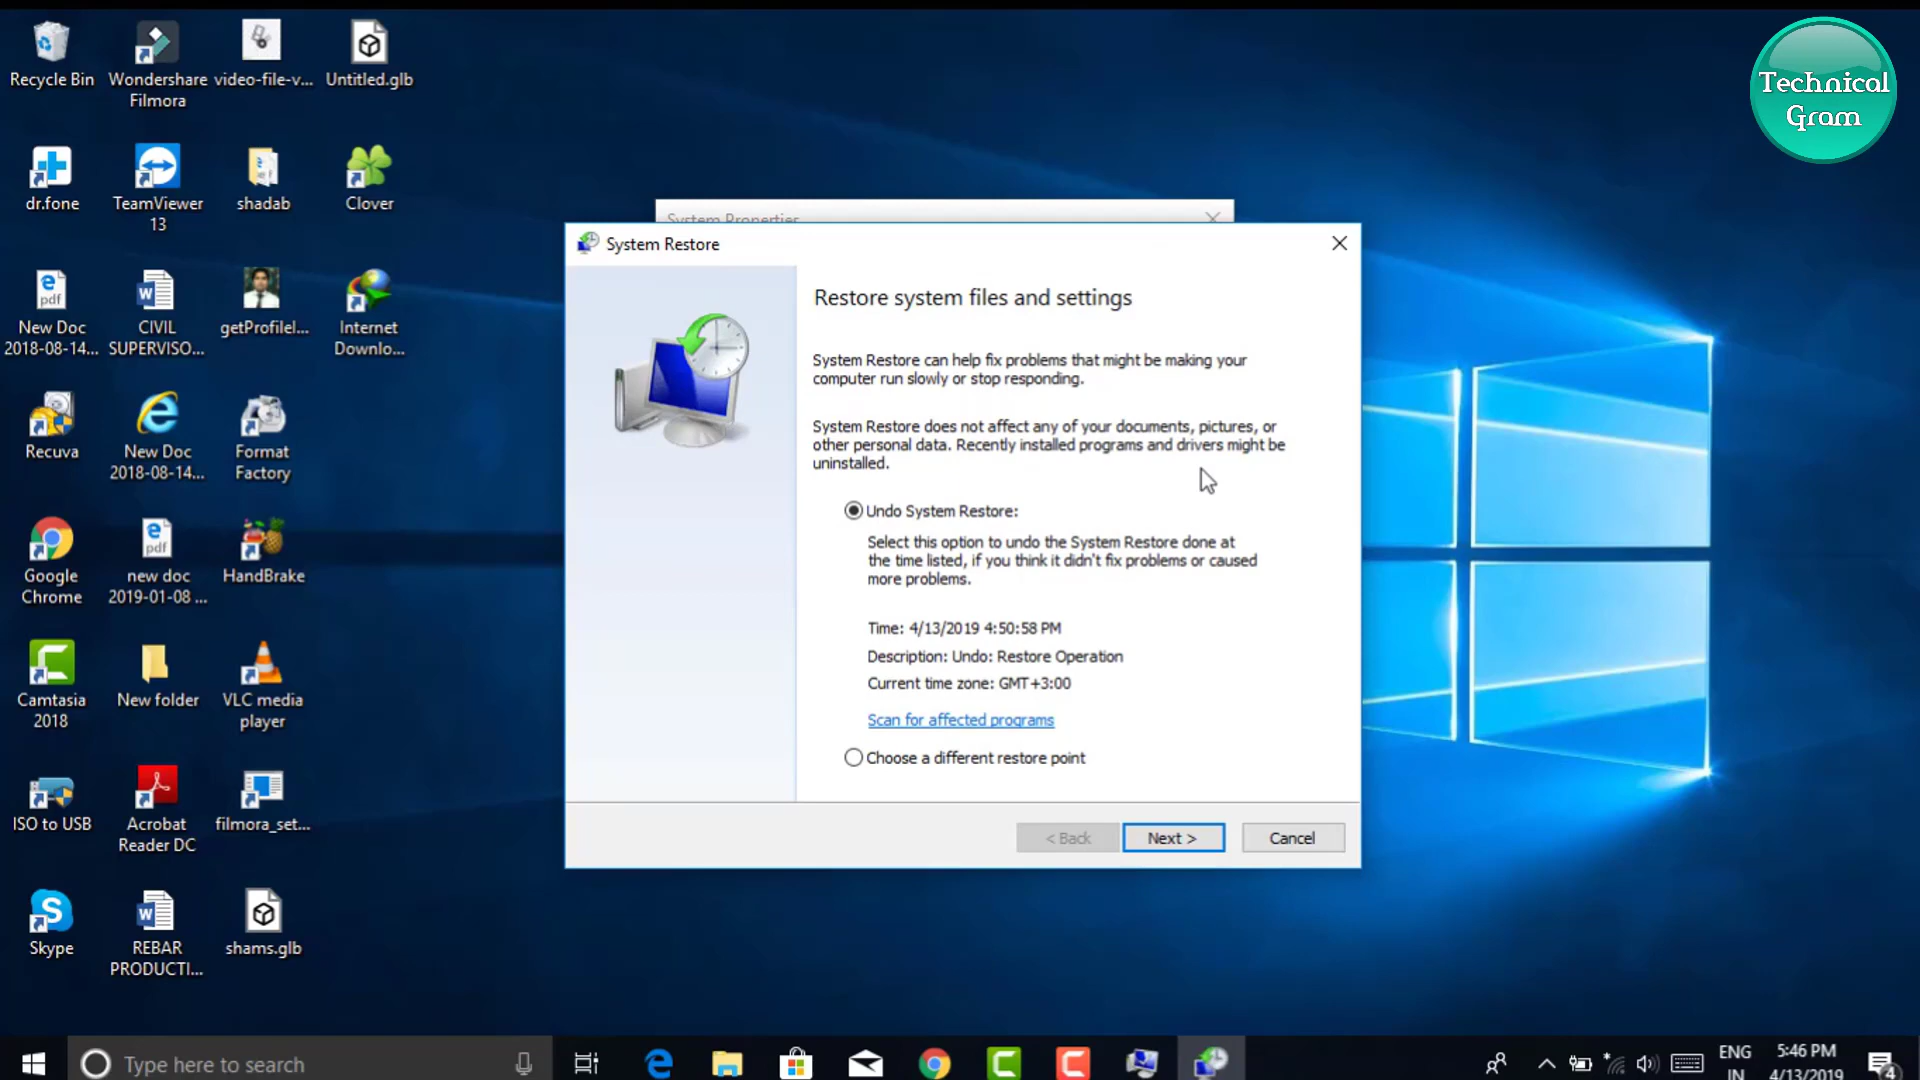 Recycle Bin
Wondershare
Filmora
video-file-v...
Untitled.glb
Technical
Gram
dr.fone
TeamViewer
13
shadab
Clover
New Doc
2018-08-14...
CIVIL
SUPERVISO...
getProfileI...
Internet
Downlo...
Recuva
New Doc
2018-08-14...
Format
Factory
Google
Chrome
new doc
2019-01-08 ...
HandBrake
Camtasia
2018
New folder
VLC media
player
ISO to USB
Acrobat
Reader DC
filmora_set...
Skype
REBAR
PRODUCTI...
shams.glb
System Properties
System Restore
Restore system files and settings
System Restore can help fix problems that might be making your
computer run slowly or stop responding.
System Restore does not affect any of your documents, pictures, or
other personal data. Recently installed programs and drivers might be
uninstalled.
Undo System Restore:
Select this option to undo the System Restore done at
the time listed, if you think it didn't fix problems or caused
more problems.
Time: 4/13/2019 4:50:58 PM
Description: Undo: Restore Operation
Current time zone: GMT+3:00
Scan for affected programs
Choose a different restore point
< Back
Next >
Cancel
Type here to search
ENG
IN
5:46 PM
4/13/2019
4